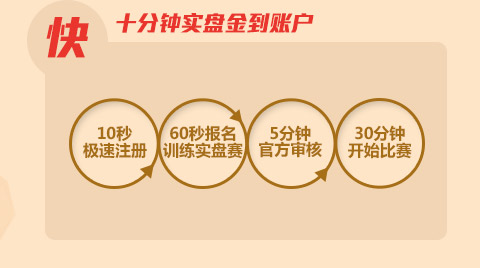 快
十分钟实盘金到账户
10秒
极速注册
60秒报名
训练实盘赛
5分钟
官方审核
30分钟
开始比赛